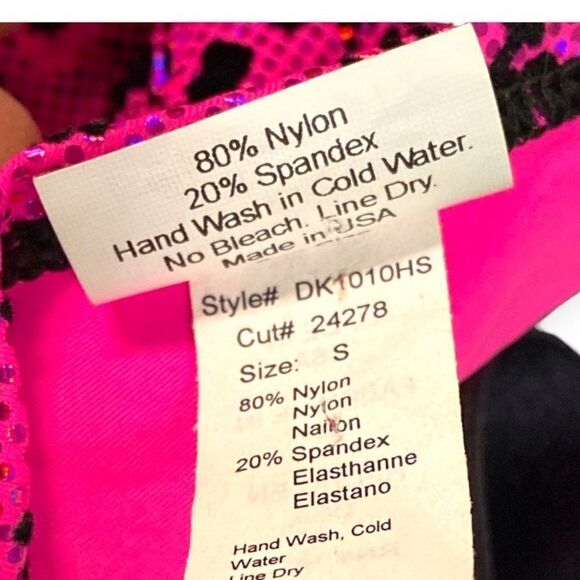 80% Nylon
20% Spandex
Hand Wash in Cold Water.
No Bleach. Line Dry.
Made in USA
Style# DK1010HS
Cut# 24278
Size: S
80% Nylon
Nylon
Nailon
20% Spandex
Elasthanne
Elastano
Hand Wash, Cold
Water
Line Dry